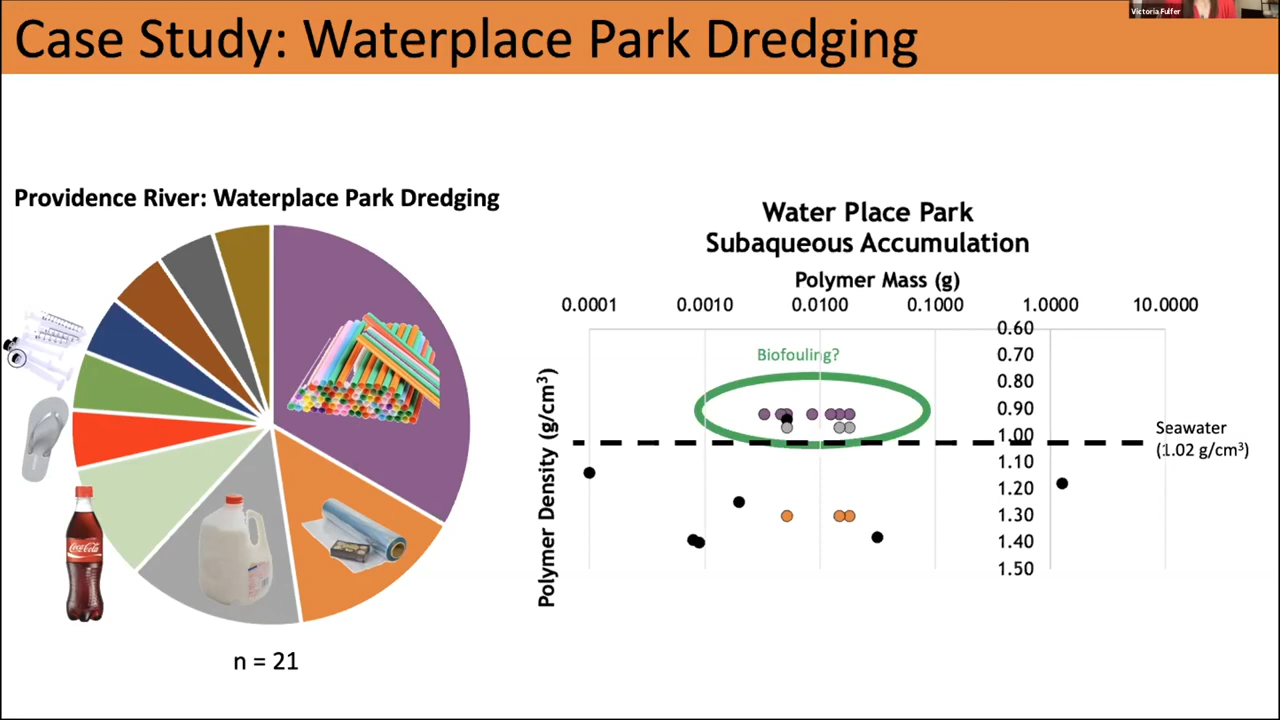 Victoria Fulfer
Case Study: Waterplace Park Dredging
Providence River: Waterplace Park Dredging
Coca-Cola
n = 21
Water Place Park
Subaqueous Accumulation
Polymer Mass (g)
0.0001 0.0010 0.0100 0.1000 1.0000 10.0000
Polymer Density (g/cm³)
0.60
0.70
0.80
0.90
1.00
1.10
1.20
1.30
1.40
1.50
Biofouling?
Seawater
(1.02 g/cm³)